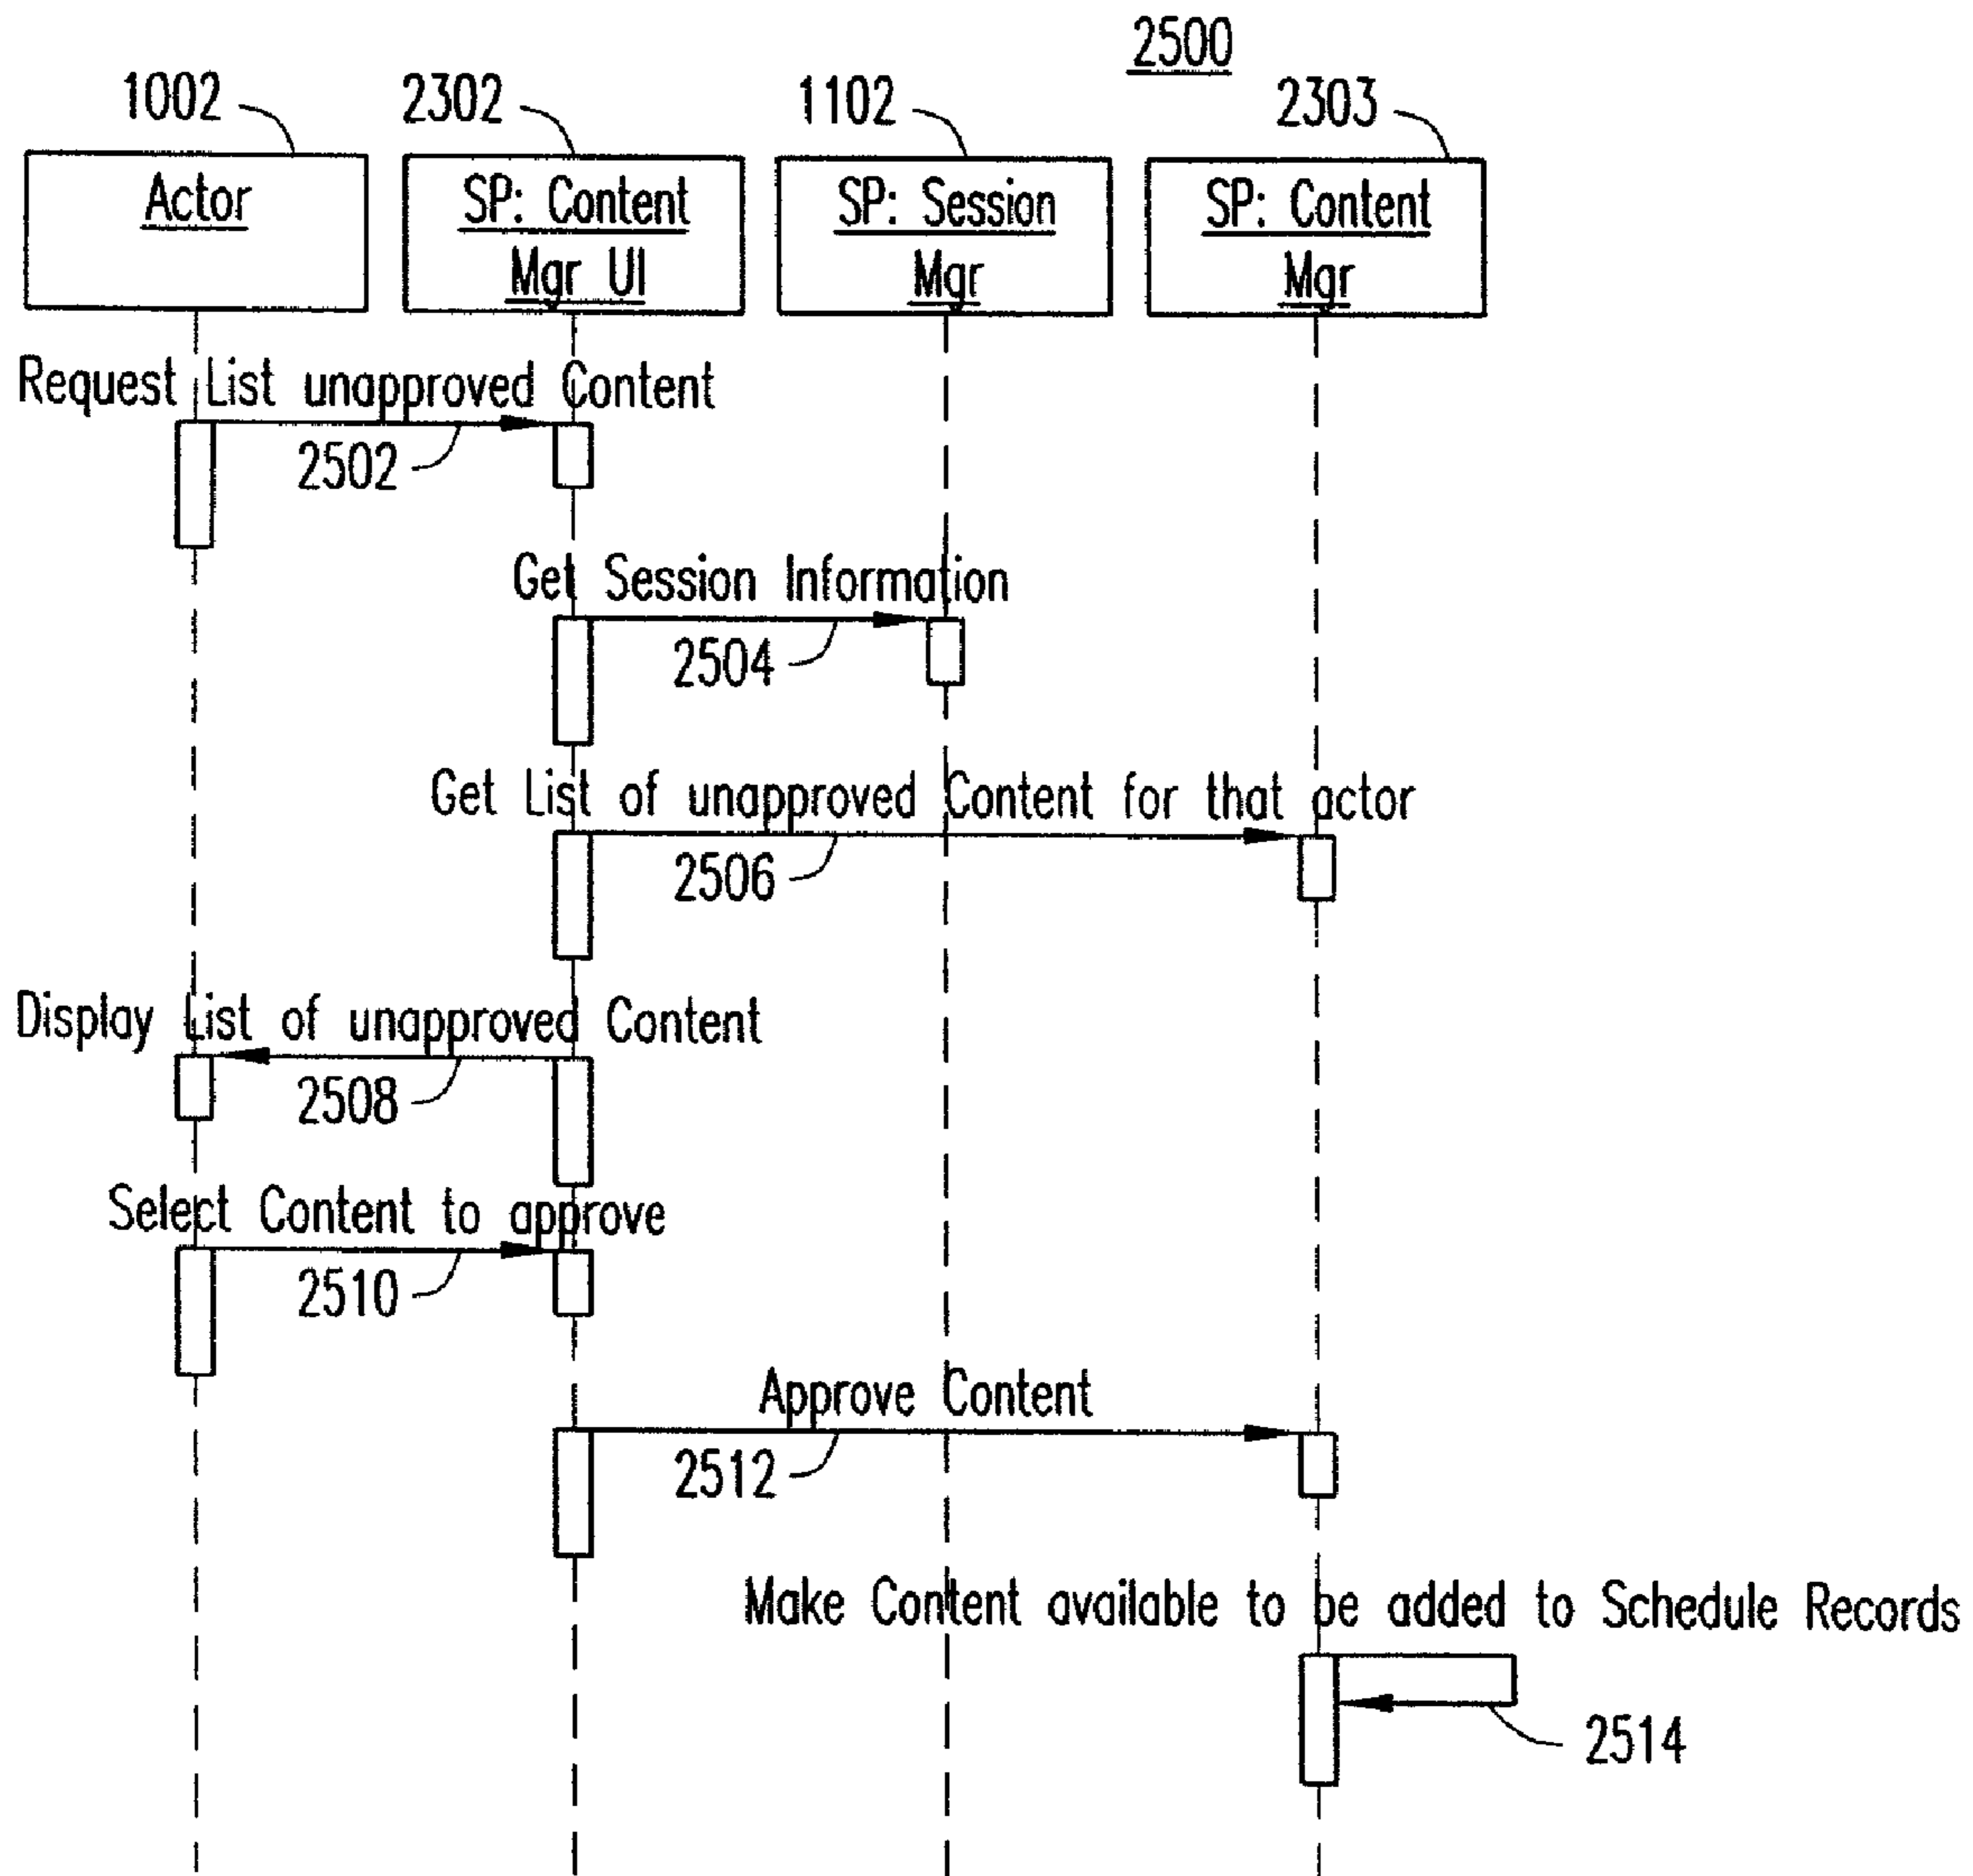 2500
1002
2302
1102
2303
Actor
SP: Content
Mgr UI
SP: Session
Mgr
SP: Content
Mgr
Request List unapproved Content
2502
Get Session Information
2504
Get List of unapproved Content for that actor
2506
Display List of unapproved Content
2508
Select Content to approve
2510
Approve Content
2512
Make Content available to be added to Schedule Records
2514